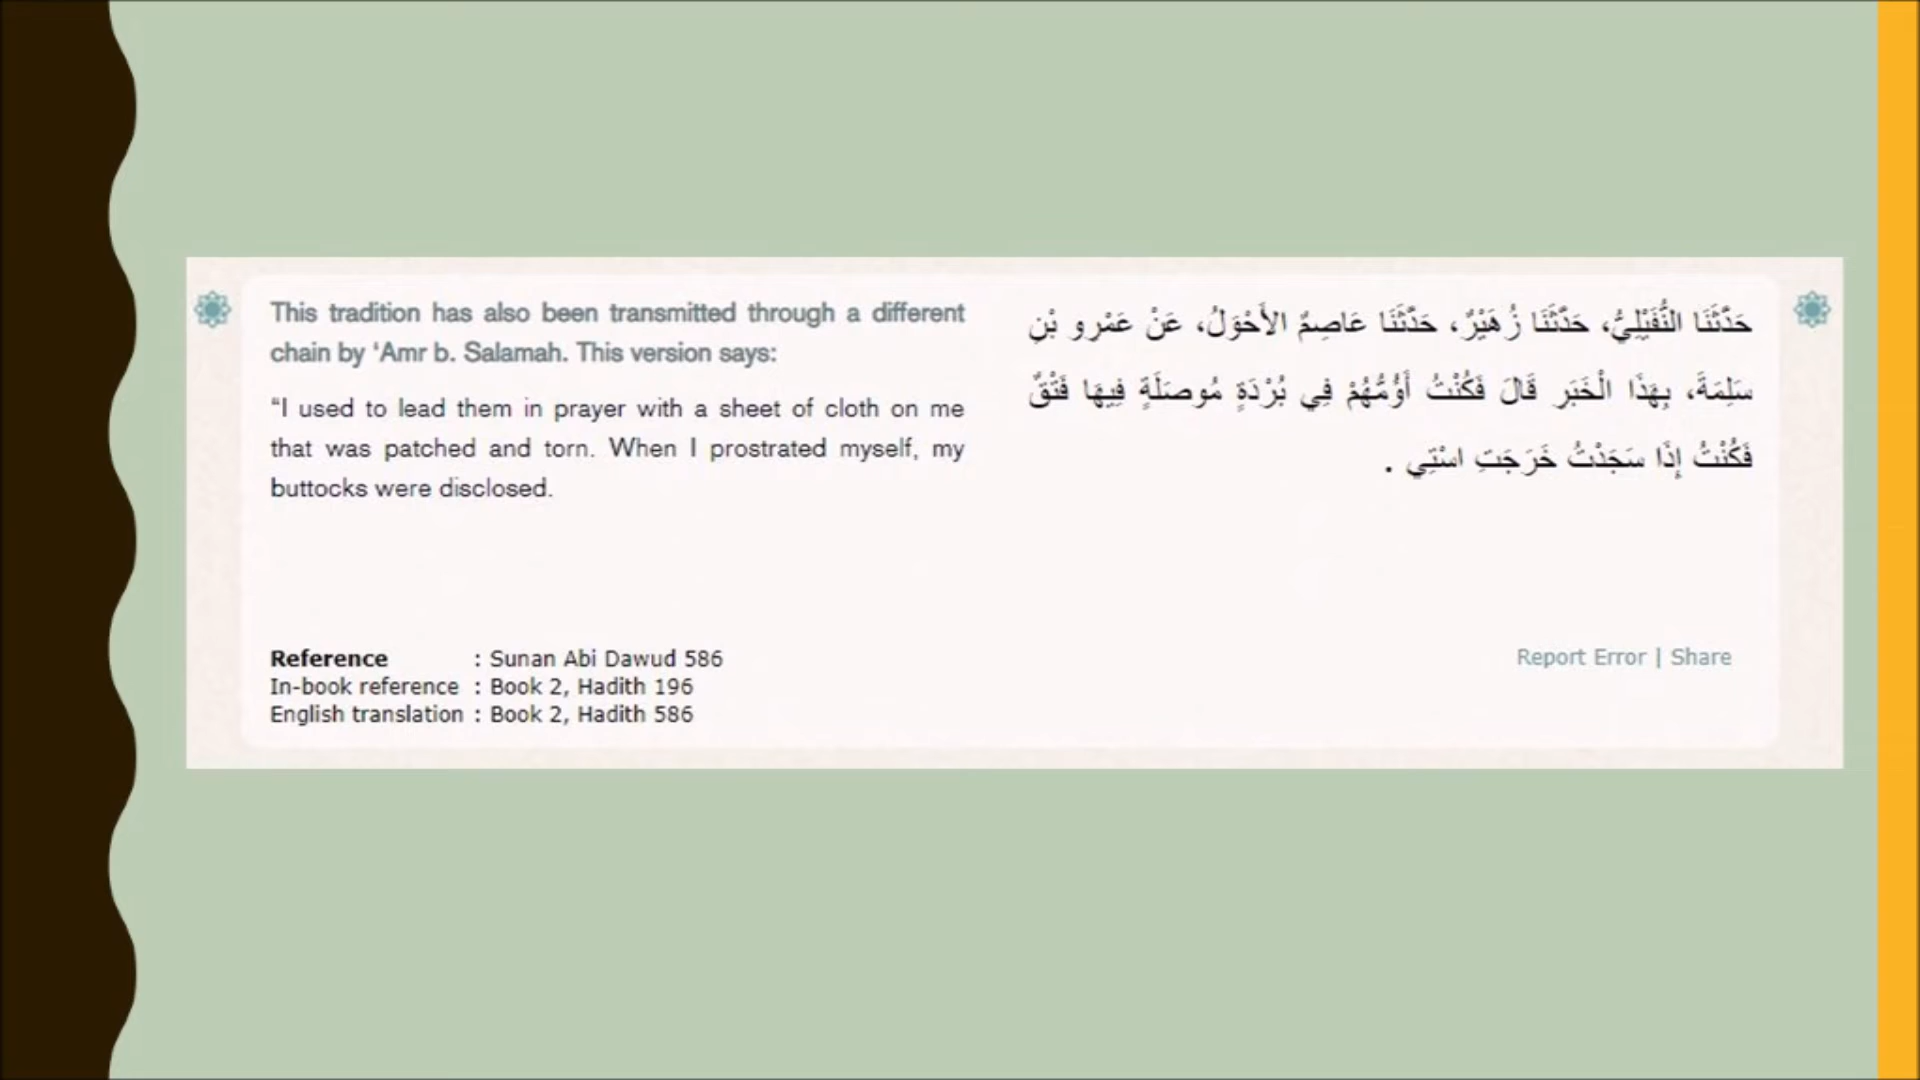 This tradition has also been transmitted through a different
chain by ‘Amr b. Salamah. This version says:
“I used to lead them in prayer with a sheet of cloth on me
that was patched and torn. When I prostrated myself, my
buttocks were disclosed.
حَدَّثَنَا النُّفَيْلِيُّ، حَدَّثَنَا زُهَيْرٌ، حَدَّثَنَا عَاصِمٌ الأَحْوَلُ، عَنْ عَمْرِو بْنِ
سَلِمَةَ، بِهَذَا الْخَبَرِ قَالَ فَكُنْتُ أَؤُمُّهُمْ فِي بُرْدَةٍ مُوصَلَةٍ فِيهَا فَتْقٌ
فَكُنْتُ إِذَا سَجَدْتُ خَرَجَتِ اسْتِي .
Reference : Sunan Abi Dawud 586
In-book reference : Book 2, Hadith 196
English translation : Book 2, Hadith 586
Report Error | Share